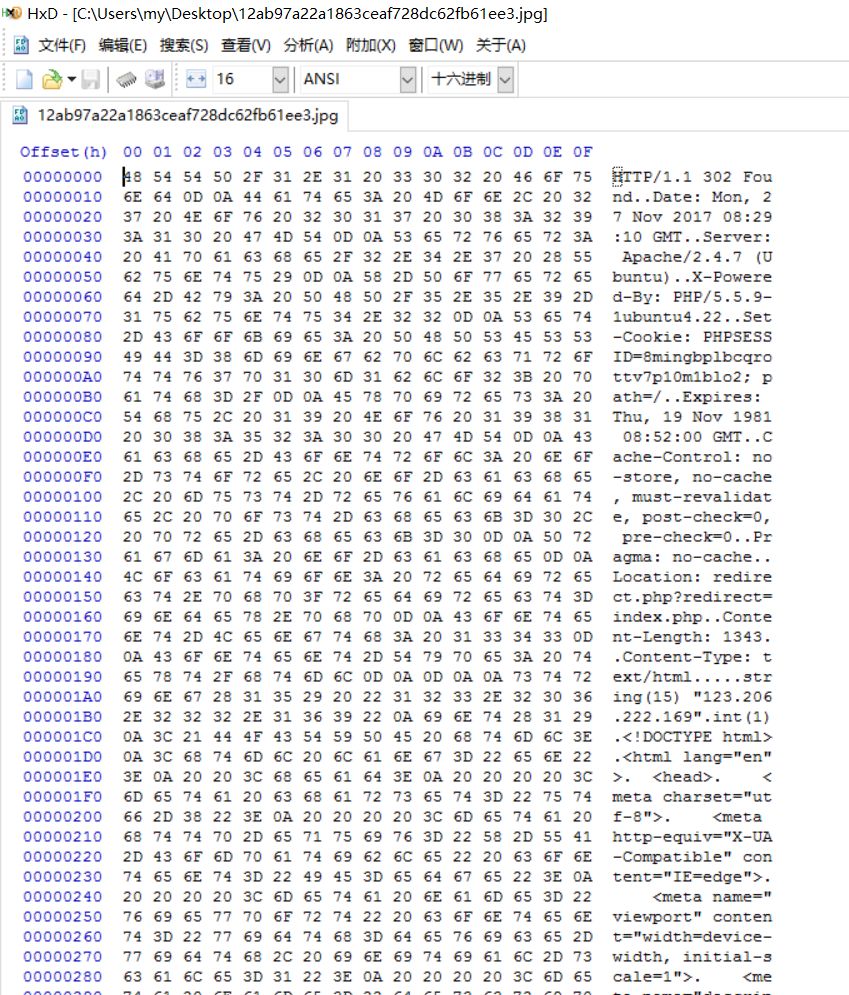 HxD - [C:\Users\my\Desktop\12ab97a22a1863ceaf728dc62fb61ee3.jpg]
文件(F) 编辑(E) 搜索(S) 查看(V) 分析(A) 附加(X) 窗口(W) 关于(A)
16 ANSI 十六进制
12ab97a22a1863ceaf728dc62fb61ee3.jpg
Offset(h) 00 01 02 03 04 05 06 07 08 09 0A 0B 0C 0D 0E 0F
00000000 48 54 54 50 2F 31 2E 31 20 33 30 32 20 46 6F 75 HTTP/1.1 302 Fou
00000010 6E 64 0D 0A 44 61 74 65 3A 20 4D 6F 6E 2C 20 32 nd..Date: Mon, 2
00000020 37 20 4E 6F 76 20 32 30 31 37 20 30 38 3A 32 39 7 Nov 2017 08:29
00000030 3A 31 30 20 47 4D 54 0D 0A 53 65 72 76 65 72 3A :10 GMT..Server:
00000040 20 41 70 61 63 68 65 2F 32 2E 34 2E 37 20 28 55 Apache/2.4.7 (U
00000050 62 75 6E 74 75 29 0D 0A 58 2D 50 6F 77 65 72 65 buntu)..X-Powere
00000060 64 2D 42 79 3A 20 50 48 50 2F 35 2E 35 2E 39 2D d-By: PHP/5.5.9-
00000070 31 75 62 75 6E 74 75 34 2E 32 32 0D 0A 53 65 74 1ubuntu4.22..Set
00000080 2D 43 6F 6F 6B 69 65 3A 20 50 48 50 53 45 53 53 -Cookie: PHPSESS
00000090 49 44 3D 38 6D 69 6E 67 62 70 6C 62 63 71 72 6F ID=8mingbplbcqro
000000A0 74 74 76 37 70 31 30 6D 31 62 6C 6F 32 3B 20 70 ttv7p10m1blo2; p
000000B0 61 74 68 3D 2F 0D 0A 45 78 70 69 72 65 73 3A 20 ath=/..Expires:
000000C0 54 68 75 2C 20 31 39 20 4E 6F 76 20 31 39 38 31 Thu, 19 Nov 1981
000000D0 20 30 38 3A 35 32 3A 30 30 20 47 4D 54 0D 0A 43 08:52:00 GMT..C
000000E0 61 63 68 65 2D 43 6F 6E 74 72 6F 6C 3A 20 6E 6F ache-Control: no
000000F0 2D 73 74 6F 72 65 2C 20 6E 6F 2D 63 61 63 68 65 -store, no-cache
00000100 2C 20 6D 75 73 74 2D 72 65 76 61 6C 69 64 61 74 , must-revalidat
00000110 65 2C 20 70 6F 73 74 2D 63 68 65 63 6B 3D 30 2C e, post-check=0,
00000120 20 70 72 65 2D 63 68 65 63 6B 3D 30 0D 0A 50 72 pre-check=0..Pr
00000130 61 67 6D 61 3A 20 6E 6F 2D 63 61 63 68 65 0D 0A agma: no-cache..
00000140 4C 6F 63 61 74 69 6F 6E 3A 20 72 65 64 69 72 65 Location: redire
00000150 63 74 2E 70 68 70 3F 72 65 64 69 72 65 63 74 3D ct.php?redirect=
00000160 69 6E 64 65 78 2E 70 68 70 0D 0A 43 6F 6E 74 65 index.php..Conte
00000170 6E 74 2D 4C 65 6E 67 74 68 3A 20 31 33 34 33 0D nt-Length: 1343.
00000180 0A 43 6F 6E 74 65 6E 74 2D 54 79 70 65 3A 20 74 .Content-Type: t
00000190 65 78 74 2F 68 74 6D 6C 0D 0A 0D 0A 0A 73 74 72 ext/html.....str
000001A0 69 6E 67 28 31 35 29 20 22 31 32 33 2E 32 30 36 ing(15) "123.206
000001B0 2E 32 32 32 2E 31 36 39 22 0A 69 6E 74 28 31 29 .222.169".int(1)
000001C0 0A 3C 21 44 4F 43 54 59 50 45 20 68 74 6D 6C 3E .<!DOCTYPE html>
000001D0 0A 3C 68 74 6D 6C 20 6C 61 6E 67 3D 22 65 6E 22 .<html lang="en"
000001E0 3E 0A 20 20 3C 68 65 61 64 3E 0A 20 20 20 20 3C >. <head>. <
000001F0 6D 65 74 61 20 63 68 61 72 73 65 74 3D 22 75 74 meta charset="ut
00000200 66 2D 38 22 3E 0A 20 20 20 20 3C 6D 65 74 61 20 f-8">. <meta
00000210 68 74 74 70 2D 65 71 75 69 76 3D 22 58 2D 55 41 http-equiv="X-UA
00000220 2D 43 6F 6D 70 61 74 69 62 6C 65 22 20 63 6F 6E -Compatible" con
00000230 74 65 6E 74 3D 22 49 45 3D 65 64 67 65 22 3E 0A tent="IE=edge">.
00000240 20 20 20 20 3C 6D 65 74 61 20 6E 61 6D 65 3D 22 <meta name="
00000250 76 69 65 77 70 6F 72 74 22 20 63 6F 6E 74 65 6E viewport" conten
00000260 74 3D 22 77 69 64 74 68 3D 64 65 76 69 63 65 2D t="width=device-
00000270 77 69 64 74 68 2C 20 69 6E 69 74 69 61 6C 2D 73 width, initial-s
00000280 63 61 6C 65 3D 31 22 3E 0A 20 20 20 20 3C 6D 65 cale=1">. <me